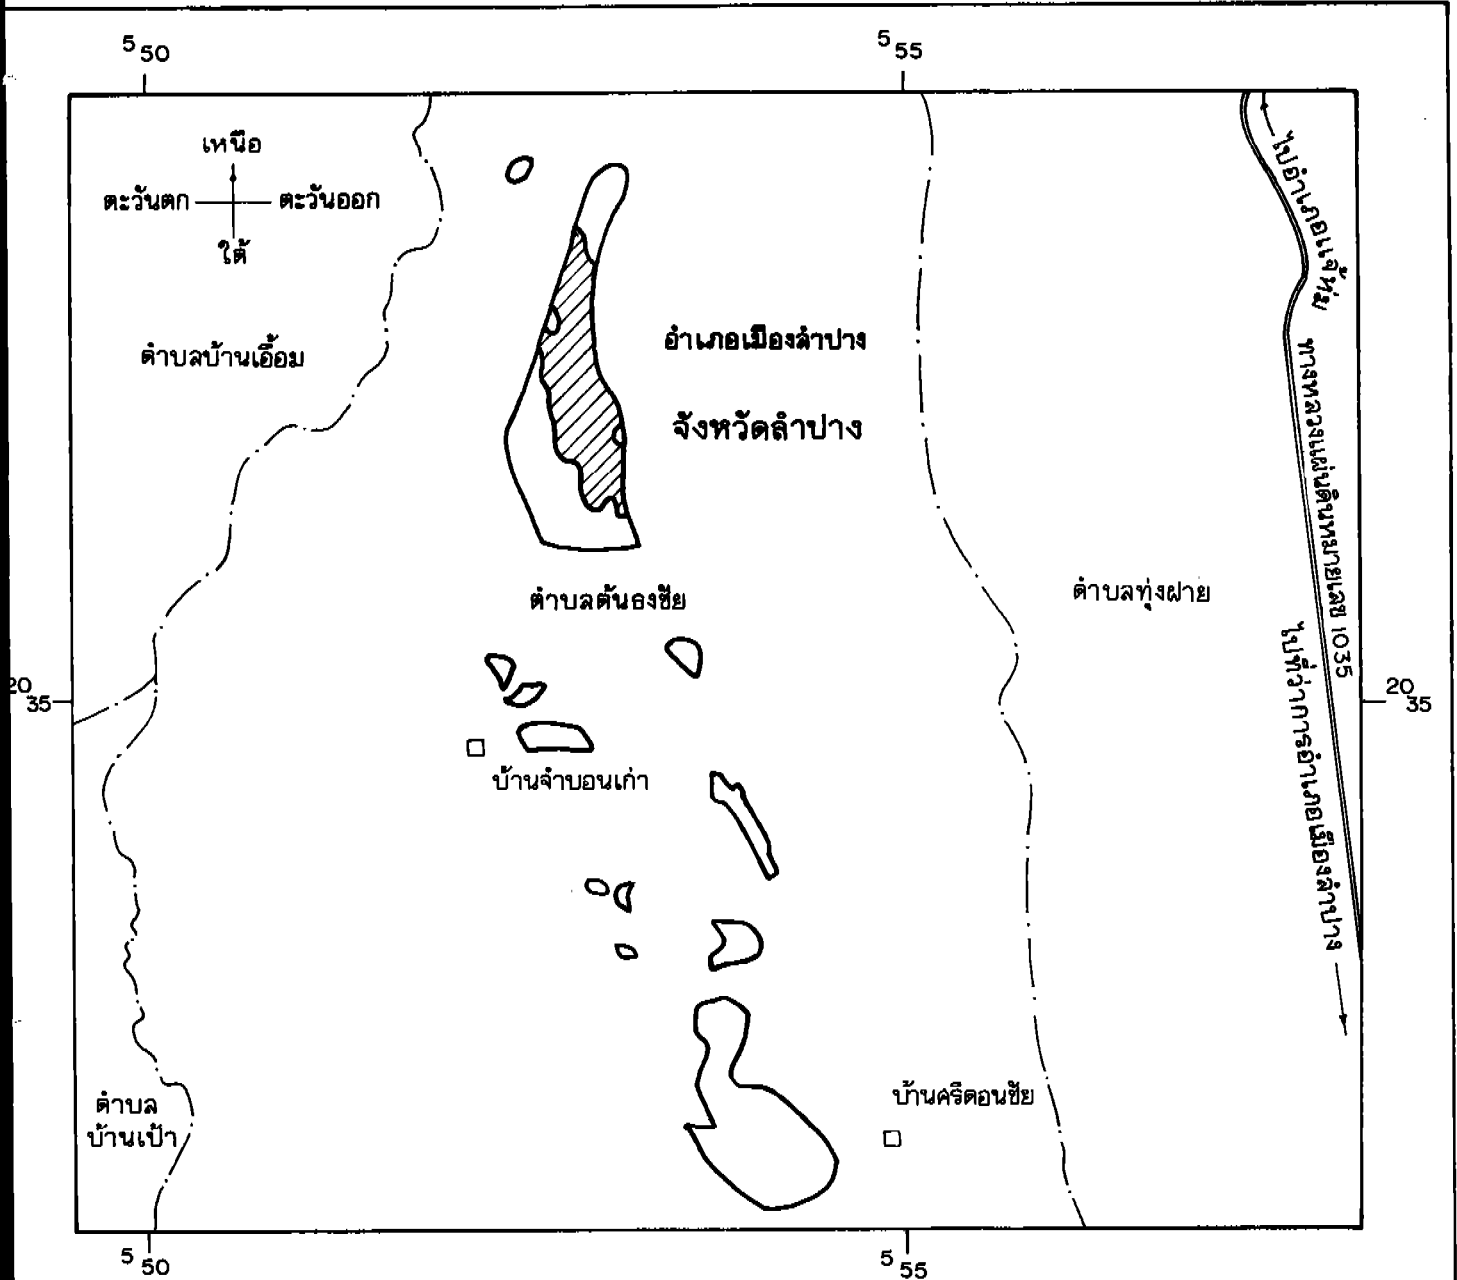 5 50
5 55
เหนือ
ตะวันตก
ตะวันออก
ใต้
ไปอำเภอแจ้ห่ม
อำเภอเมืองลำปาง
ตำบลบ้านเอื้อม
จังหวัดลำปาง
ทางหลวงแผ่นดินหมายเลข 1035
ตำบลต้นธงชัย
ตำบลทุ่งฝาย
ไปที่ว่าการอำเภอเมืองลำปาง
20 35
20 35
บ้านจำบอนเก่า
บ้านศรีดอนชัย
ตำบล
บ้านเป้า
5 50
5 55